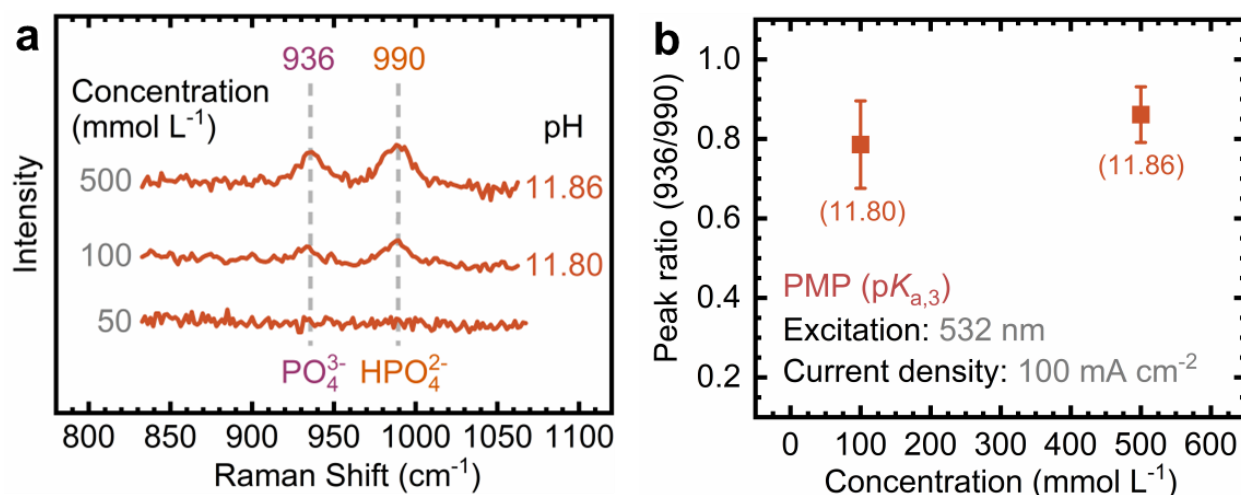 a
936 990
Concentration
(mmol L⁻¹)
pH
500
11.86
100
11.80
50
PO₄³⁻ HPO₄²⁻
Intensity
800 850 900 950 1000 1050 1100
Raman Shift (cm⁻¹)
b
1.0
0.8
0.6
0.4
0.2
Peak ratio (936/990)
(11.80)
(11.86)
PMP (pKₐ,₃)
Excitation: 532 nm
Current density: 100 mA cm⁻²
0 100 200 300 400 500 600
Concentration (mmol L⁻¹)